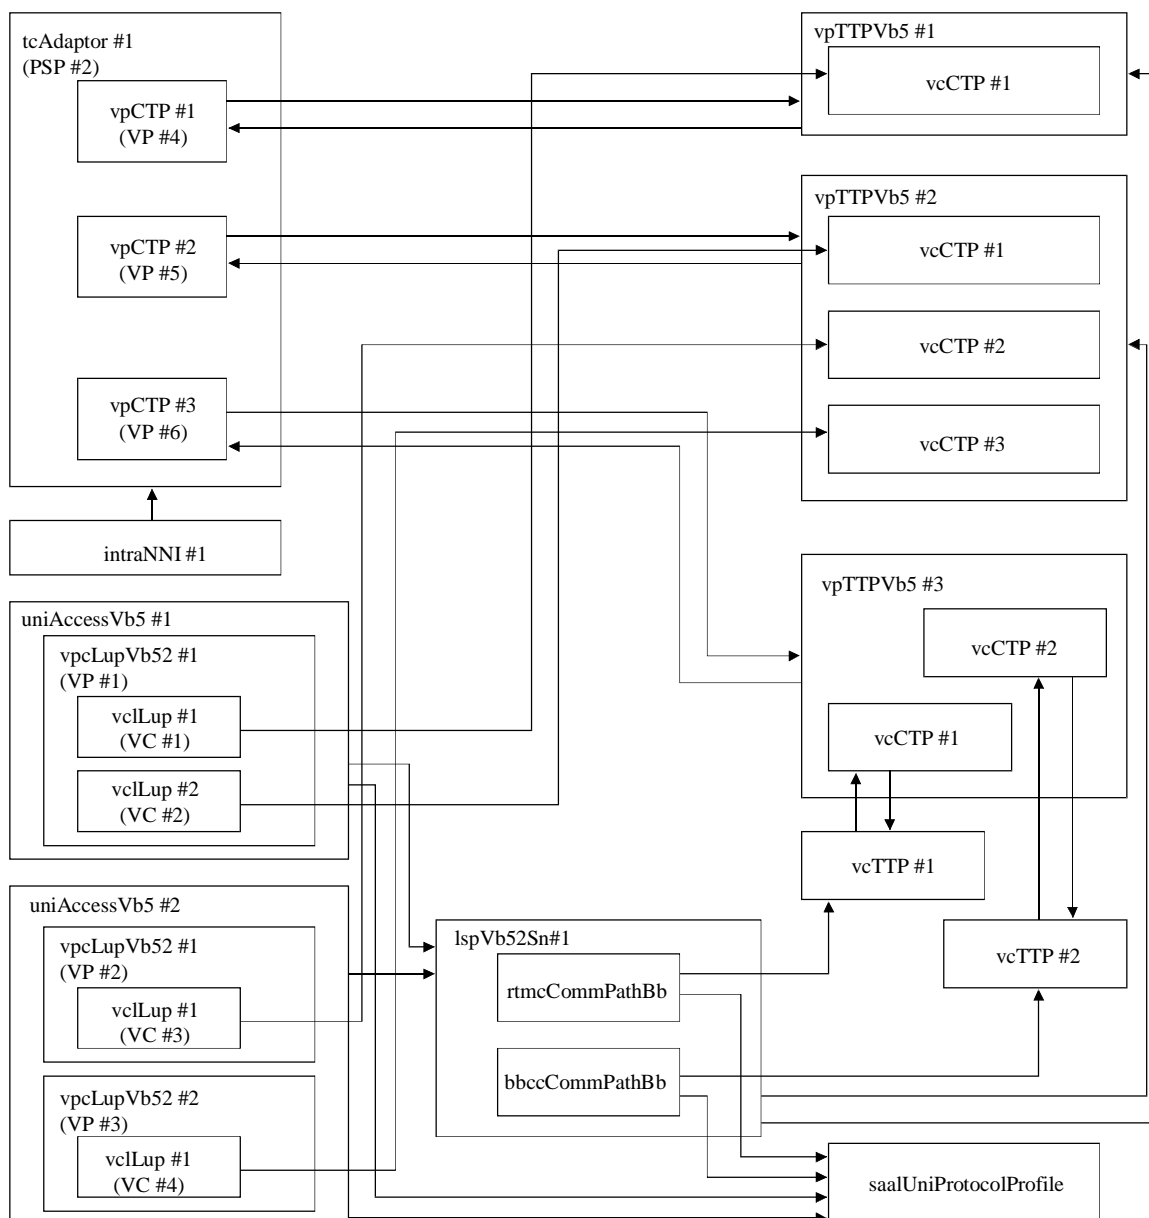 tcAdaptor #1
(PSP #2)
vpCTP #1
(VP #4)
vpCTP #2
(VP #5)
vpCTP #3
(VP #6)
intraNNI #1
uniAccessVb5 #1
vpcLupVb52 #1
(VP #1)
vclLup #1
(VC #1)
vclLup #2
(VC #2)
uniAccessVb5 #2
vpcLupVb52 #1
(VP #2)
vclLup #1
(VC #3)
vpcLupVb52 #2
(VP #3)
vclLup #1
(VC #4)
lspVb52Sn#1
rtmcCommPathBb
bbccCommPathBb
vpTTPVb5 #1
vcCTP #1
vpTTPVb5 #2
vcCTP #1
vcCTP #2
vcCTP #3
vpTTPVb5 #3
vcCTP #2
vcCTP #1
vcTTP #1
vcTTP #2
saalUniProtocolProfile